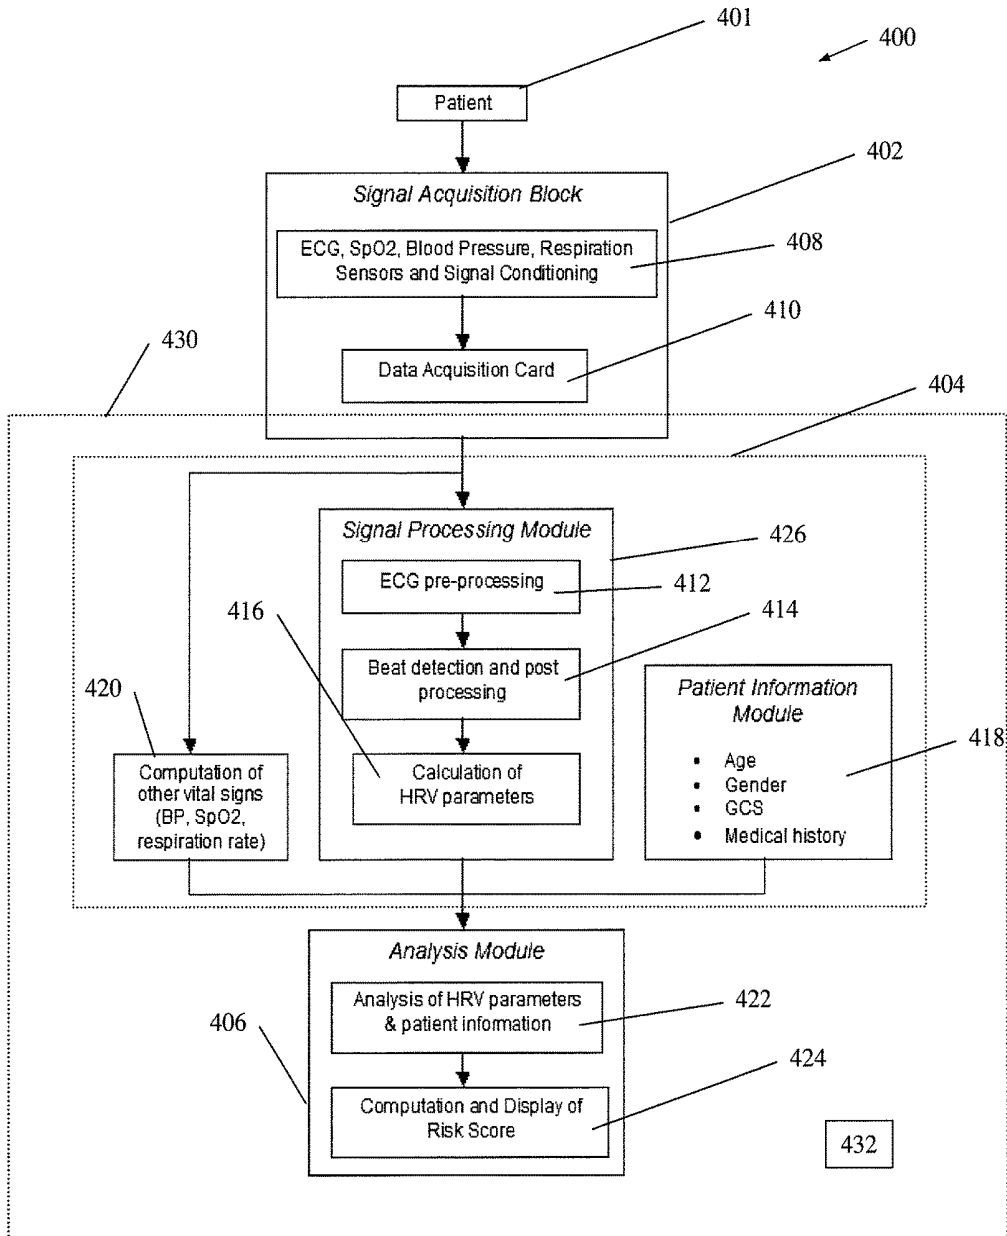 401
400
Patient
402
Signal Acquisition Block
ECG, SpO2, Blood Pressure, Respiration
Sensors and Signal Conditioning
408
410
430
Data Acquisition Card
404
Signal Processing Module
426
ECG pre-processing
412
416
414
Beat detection and post
processing
Patient Information
Module
420
418
Computation of
other vital signs
(BP, SpO2,
respiration rate)
Calculation of
HRV parameters
• Age
• Gender
• GCS
• Medical history
Analysis Module
Analysis of HRV parameters
& patient information
422
406
424
Computation and Display of
Risk Score
432